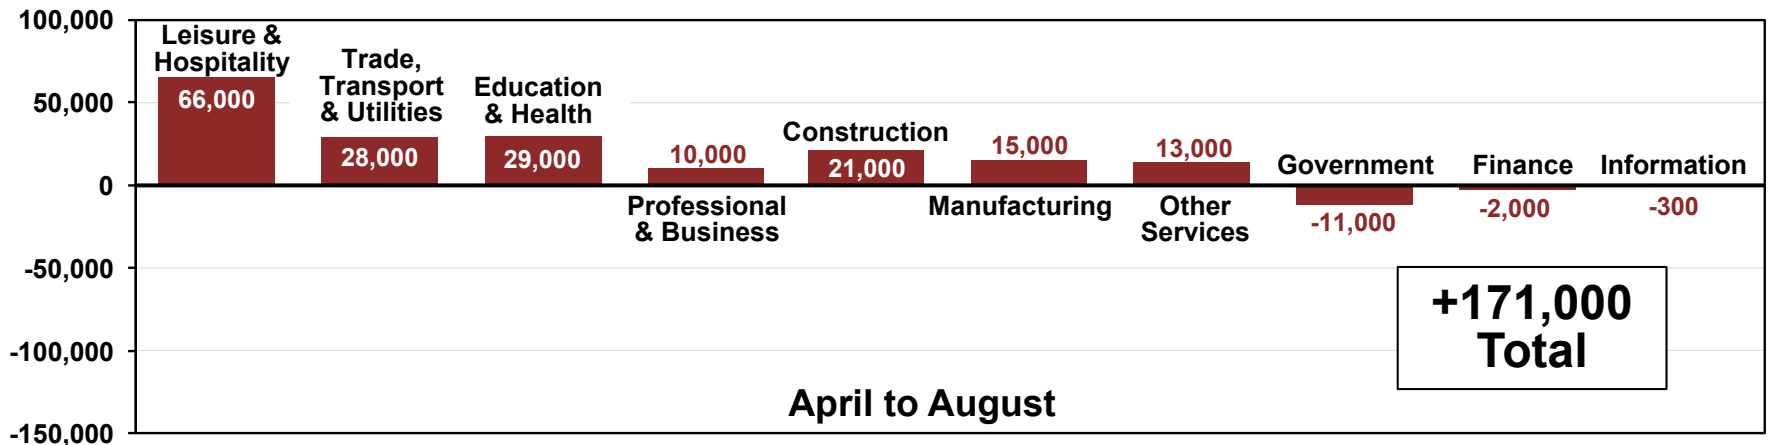 100,000
50,000
0
-50,000
-100,000
-150,000
Leisure &
Hospitality
66,000
Trade,
Transport
& Utilities
28,000
Education
& Health
29,000
10,000
Professional
& Business
Construction
21,000
15,000
Manufacturing
13,000
Other
Services
Government
-11,000
Finance
-2,000
Information
-300
+171,000
Total
April to August